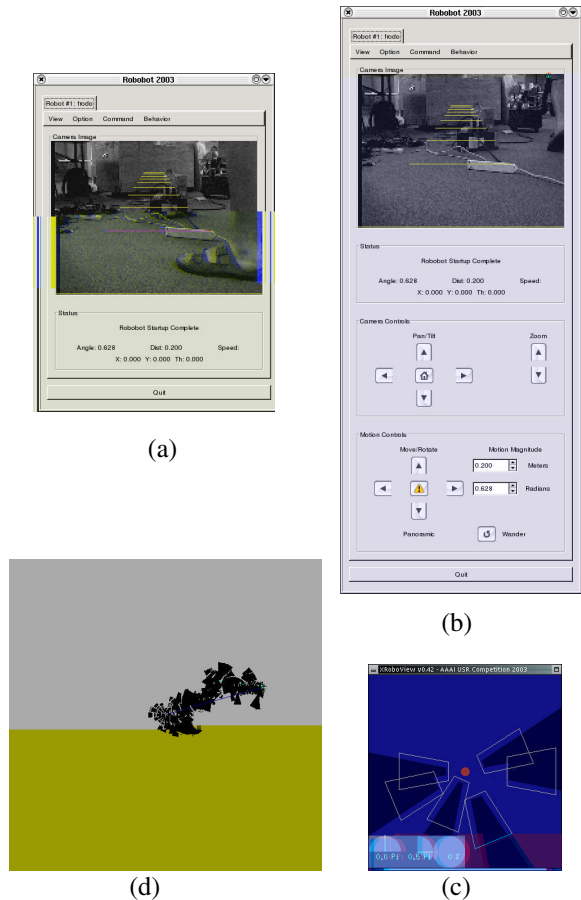 Robobot 2003
Robot #1: frodo
View Option Command Behavior
Camera Image
Status
Robobot Startup Complete
Angle: 0.628 Dist: 0.200 Speed:
X: 0.000 Y: 0.000 Th: 0.000
Quit
(a)
Robobot 2003
Robot #1: frodo
View Option Command Behavior
Camera Image
Status
Robobot Startup Complete
Angle: 0.628 Dist: 0.200 Speed:
X: 0.000 Y: 0.000 Th: 0.000
Camera Controls
Pan/Tilt Zoom
Motion Controls
Move/Rotate Motion Magnitude
0.200 Meters
0.628 Radians
Panoramic Wander
Quit
(b)
XRoboView v0.42 - AAAI USR Competition 2003
(d)
(c)